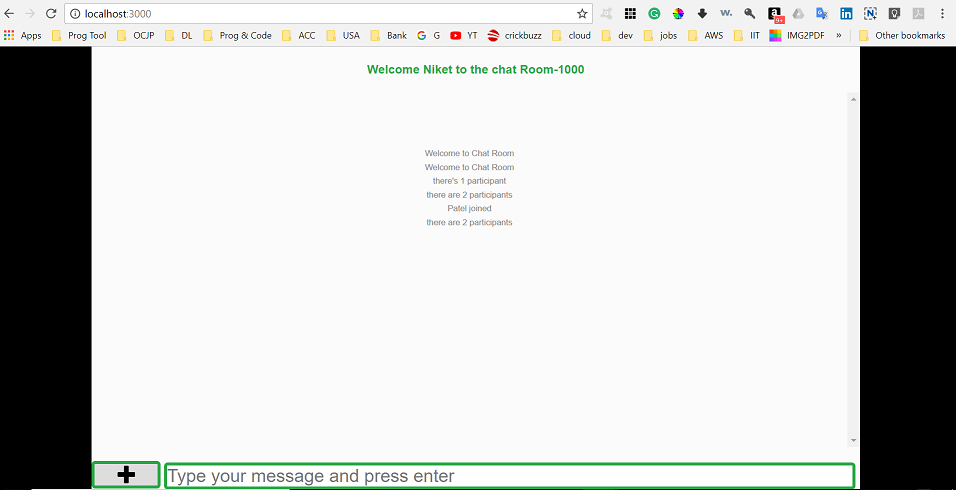 localhost:3000
Apps Prog Tool OCJP DL Prog & Code ACC USA Bank G YT crickbuzz cloud dev jobs AWS IIT IMG2PDF » Other bookmarks
Welcome Niket to the chat Room-1000
Welcome to Chat Room
Welcome to Chat Room
there's 1 participant
there are 2 participants
Patel joined
there are 2 participants
Type your message and press enter